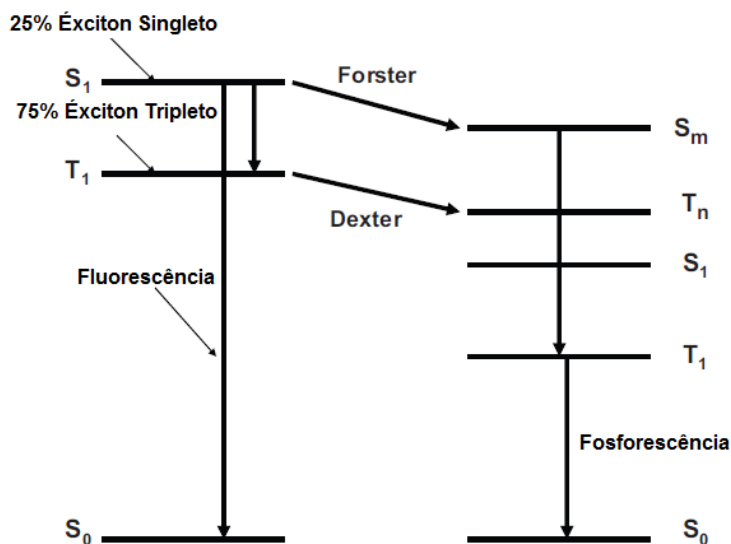 25% Éxciton Singleto
S1
Forster
75% Éxciton Tripleto
Sm
T1
Dexter
Tn
S1
Fluorescência
T1
Fosforescência
S0
S0